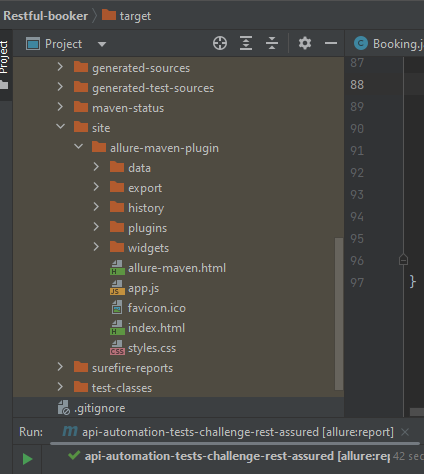 Restful-booker target
Project
Project
Booking.j
generated-sources
generated-test-sources
maven-status
site
allure-maven-plugin
data
export
history
plugins
widgets
allure-maven.html
app.js
favicon.ico
index.html
styles.css
surefire-reports
test-classes
.gitignore
87
88
89
90
91
92
93
94
95
96
97 }
Run: api-automation-tests-challenge-rest-assured [allure:report]
api-automation-tests-challenge-rest-assured [allure:rep 42 sec